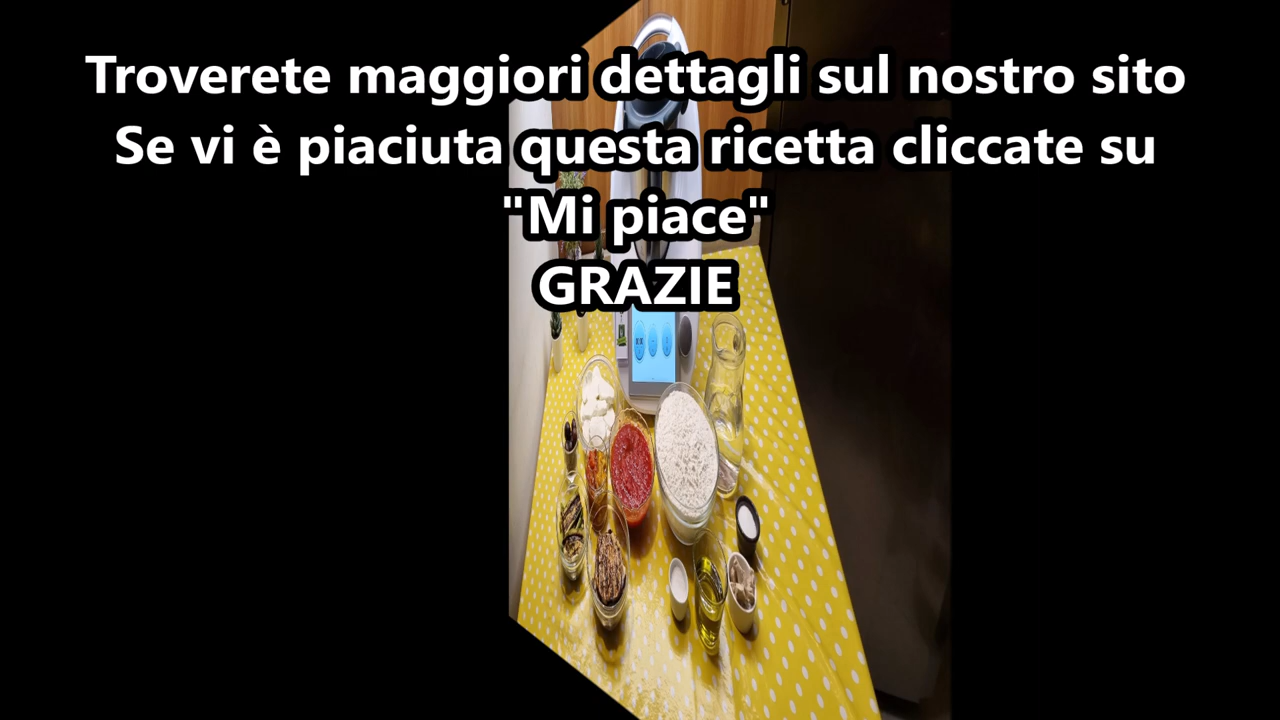 Troverete maggiori dettagli sul nostro sito
Se vi è piaciuta questa ricetta cliccate su
"Mi piace"
GRAZIE